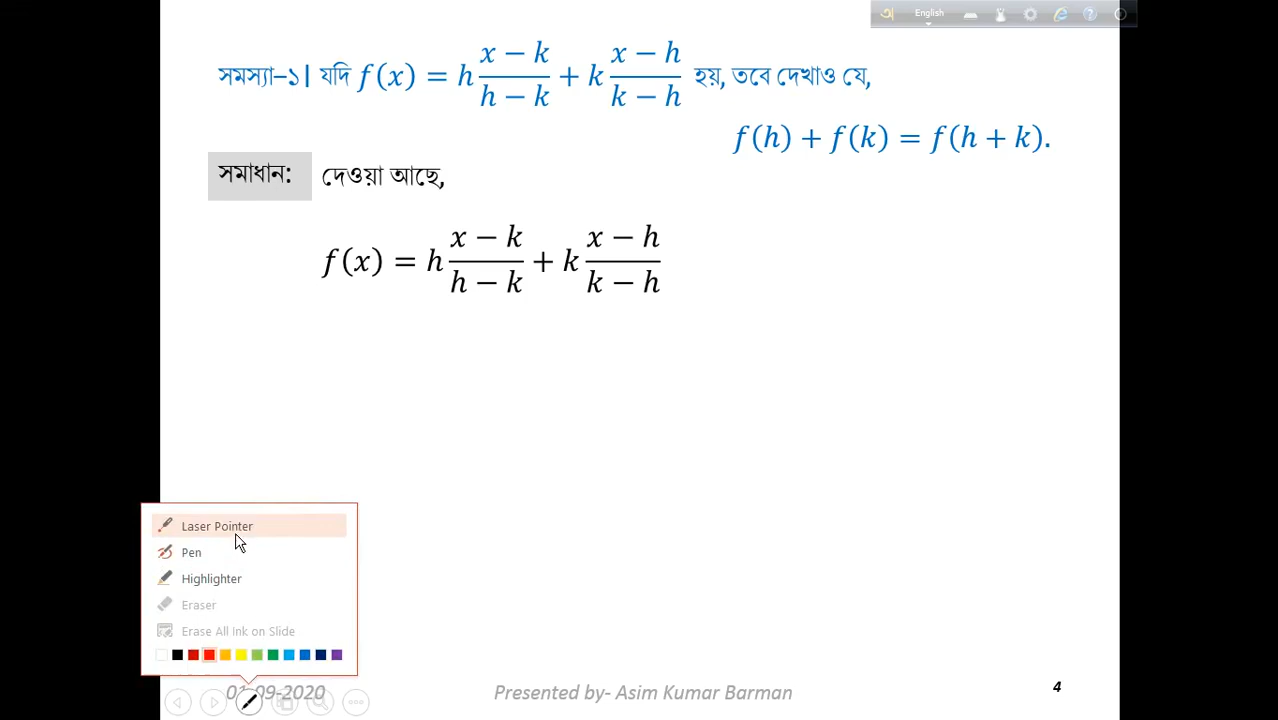 অ English
সমস্যা–১। যদি f(x) = h (x − k)/(h − k) + k (x − h)/(k − h) হয়, তবে দেখাও যে,
f(h) + f(k) = f(h + k).
সমাধান: দেওয়া আছে,
f(x) = h (x − k)/(h − k) + k (x − h)/(k − h)
Laser Pointer
Pen
Highlighter
Eraser
Erase All Ink on Slide
01-09-2020 Presented by- Asim Kumar Barman 4